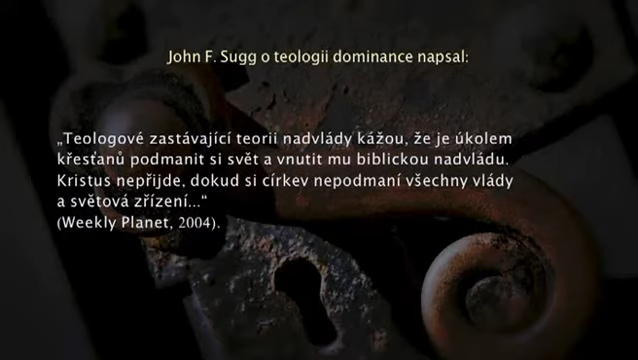 John F. Sugg o teologii dominance napsal:
„Teologové zastávající teorii nadvlády kážou, že je úkolem
křesťanů podmanit si svět a vnutit mu biblickou nadvládu.
Kristus nepřijde, dokud si církev nepodmaní všechny vlády
a světová zřízení...“
(Weekly Planet, 2004).